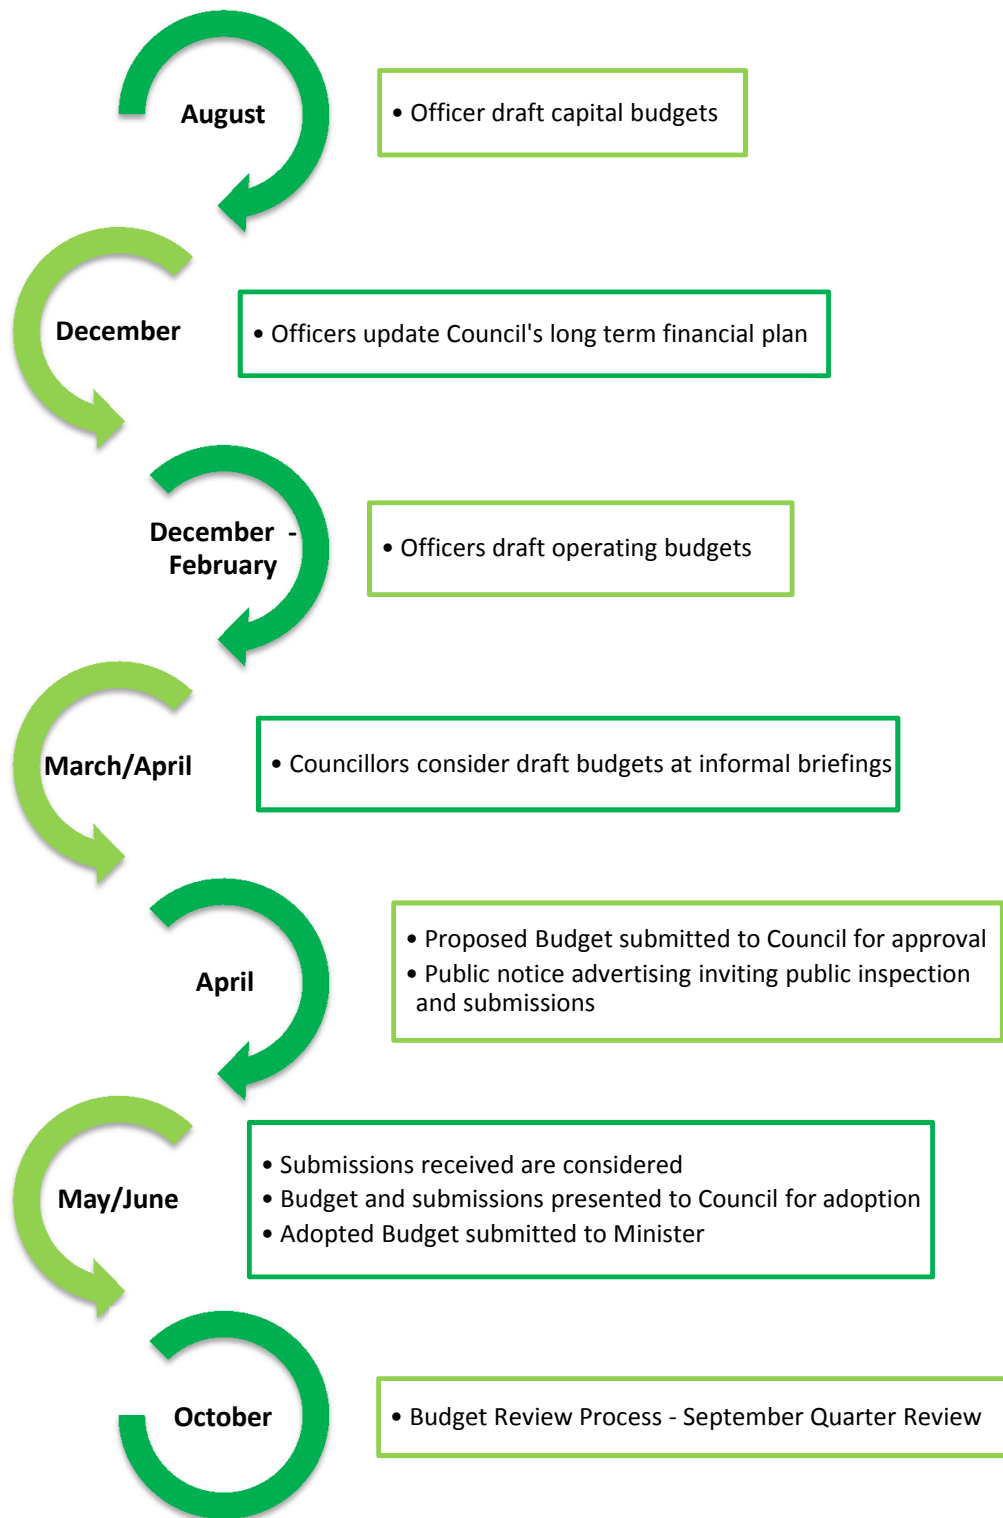 August
• Officer draft capital budgets
December
• Officers update Council's long term financial plan
December -
February
• Officers draft operating budgets
March/April
• Councillors consider draft budgets at informal briefings
April
• Proposed Budget submitted to Council for approval
• Public notice advertising inviting public inspection
and submissions
May/June
• Submissions received are considered
• Budget and submissions presented to Council for adoption
• Adopted Budget submitted to Minister
October
• Budget Review Process - September Quarter Review